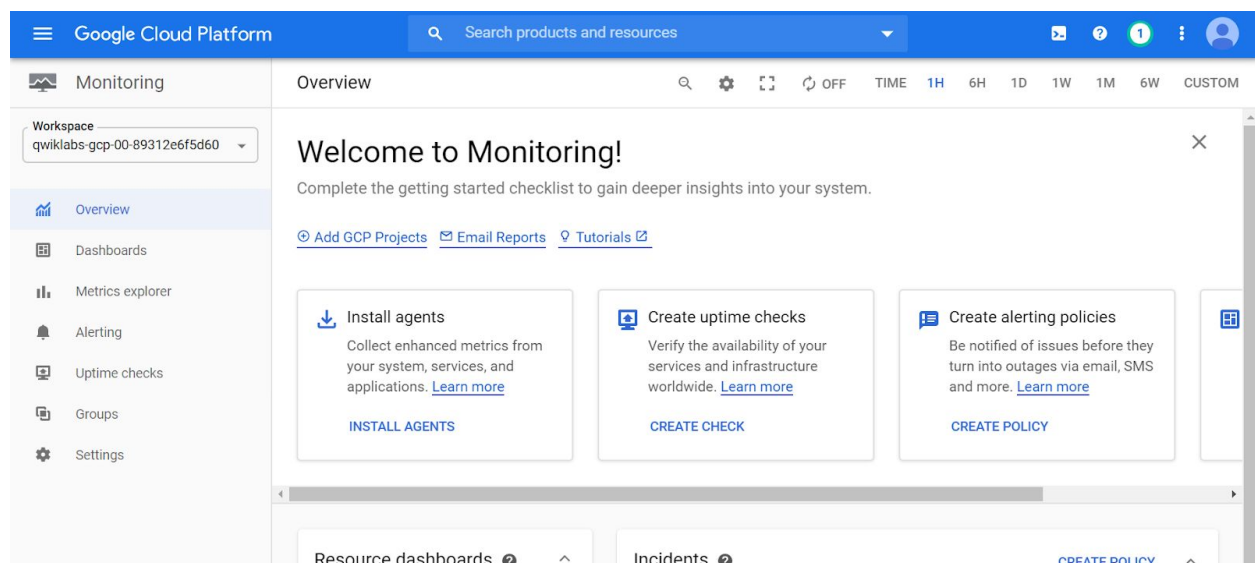 Google Cloud Platform
Search products and resources
1
Monitoring
Overview
OFF
TIME 1H 6H 1D 1W 1M 6W CUSTOM
Workspace
qwiklabs-gcp-00-89312e6f5d60
Overview
Dashboards
Metrics explorer
Alerting
Uptime checks
Groups
Settings
Welcome to Monitoring!
Complete the getting started checklist to gain deeper insights into your system.
Add GCP Projects Email Reports Tutorials
Install agents
Collect enhanced metrics from
your system, services, and
applications. Learn more
INSTALL AGENTS
Create uptime checks
Verify the availability of your
services and infrastructure
worldwide. Learn more
CREATE CHECK
Create alerting policies
Be notified of issues before they
turn into outages via email, SMS
and more. Learn more
CREATE POLICY
Resource dashboards
Incidents
CREATE POLICY